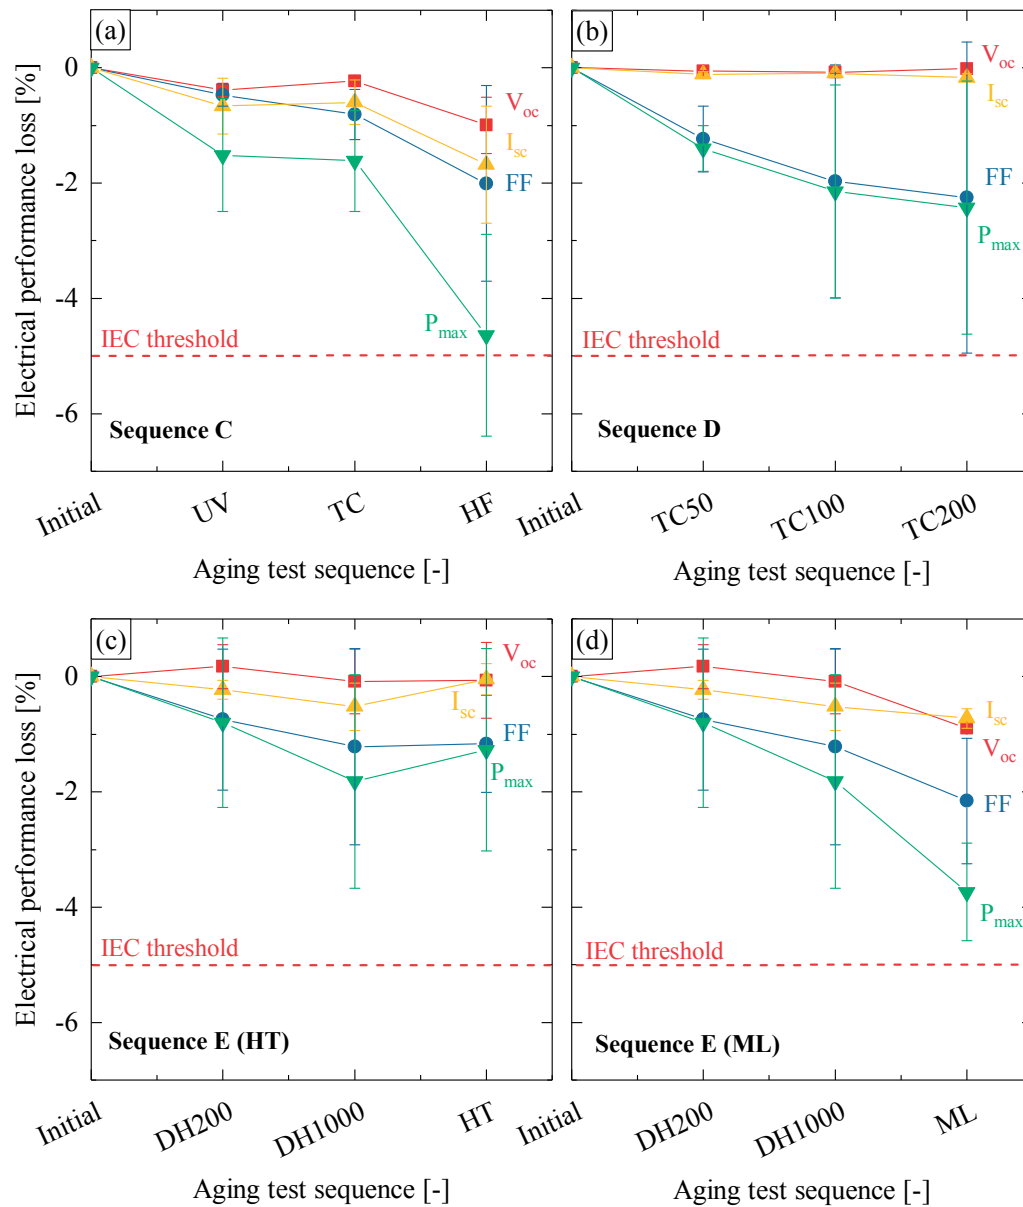 (a)
Electrical performance loss [%]
0
-2
-4
-6
V_oc
I_sc
FF
P_max
IEC threshold
Sequence C
Initial
UV
TC
HF
Aging test sequence [-]
(b)
V_oc
I_sc
FF
P_max
IEC threshold
Sequence D
Initial
TC50
TC100
TC200
Aging test sequence [-]
(c)
Electrical performance loss [%]
0
-2
-4
-6
V_oc
I_sc
FF
P_max
IEC threshold
Sequence E (HT)
Initial
DH200
DH1000
HT
Aging test sequence [-]
(d)
I_sc
V_oc
FF
P_max
IEC threshold
Sequence E (ML)
Initial
DH200
DH1000
ML
Aging test sequence [-]